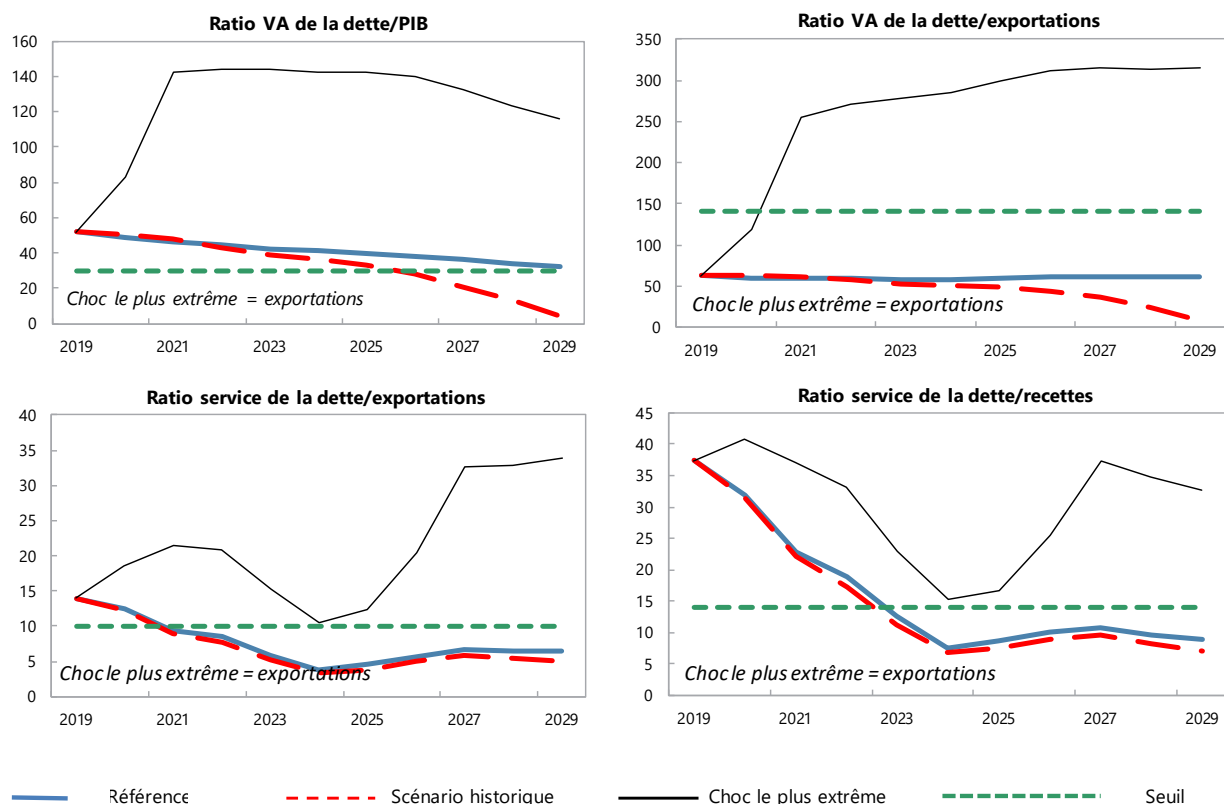 Ratio VA de la dette/PIB
160
140
120
100
80
60
40
20
0
Choc le plus extrême = exportations
2019 2021 2023 2025 2027 2029
Ratio VA de la dette/exportations
350
300
250
200
150
100
50
0
Choc le plus extrême = exportations
2019 2021 2023 2025 2027 2029
Ratio service de la dette/exportations
40
35
30
25
20
15
10
5
0
Choc le plus extrême = exportations
2019 2021 2023 2025 2027 2029
Ratio service de la dette/recettes
45
40
35
30
25
20
15
10
5
0
Choc le plus extrême = exportations
2019 2021 2023 2025 2027 2029
Référence Scénario historique Choc le plus extrême Seuil